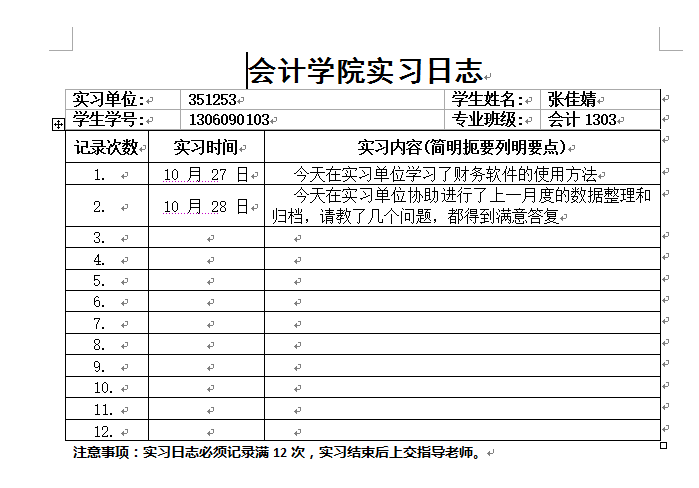 会计学院实习日志
实习单位: 351253 学生姓名: 张佳婧
学生学号: 1306090103 专业班级: 会计 1303
记录次数 实习时间 实习内容(简明扼要列明要点)
1. 10 月 27 日 今天在实习单位学习了财务软件的使用方法
2. 10 月 28 日 今天在实习单位协助进行了上一月度的数据整理和
归档，请教了几个问题，都得到满意答复
3.
4.
5.
6.
7.
8.
9.
10.
11.
12.
注意事项：实习日志必须记录满 12 次，实习结束后上交指导老师。